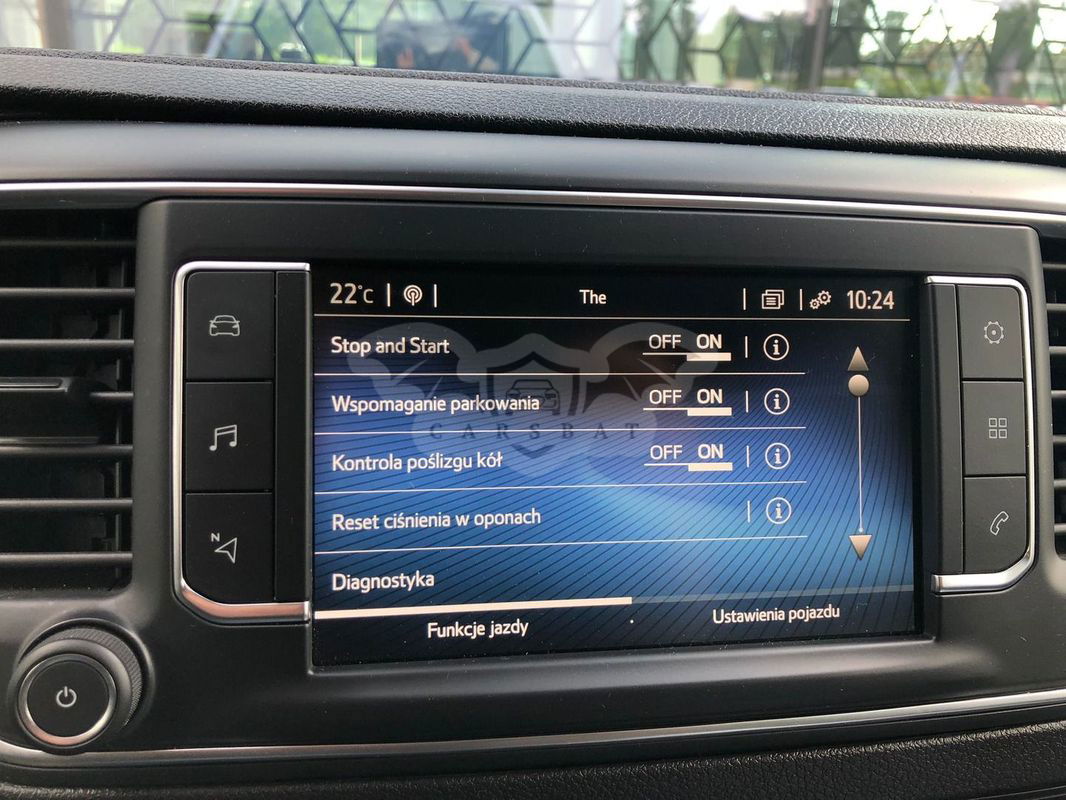 22°C The 10:24
Stop and Start OFF ON
Wspomaganie parkowania OFF ON
CARSBAT
Kontrola poślizgu kół OFF ON
Reset ciśnienia w oponach
Diagnostyka
Funkcje jazdy Ustawienia pojazdu
N